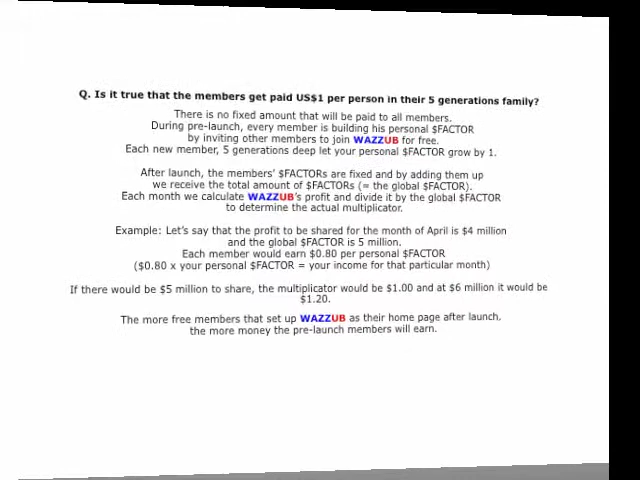 Q. Is it true that the members get paid US$1 per person in their 5 generations family?
There is no fixed amount that will be paid to all members.
During pre-launch, every member is building his personal $FACTOR
by inviting other members to join WAZZUB for free.
Each new member, 5 generations deep let your personal $FACTOR grow by 1.
After launch, the members' $FACTORs are fixed and by adding them up
we receive the total amount of $FACTORs (= the global $FACTOR).
Each month we calculate WAZZUB's profit and divide it by the global $FACTOR
to determine the actual multiplicator.
Example: Let's say that the profit to be shared for the month of April is $4 million
and the global $FACTOR is 5 million.
Each member would earn $0.80 per personal $FACTOR
($0.80 x your personal $FACTOR = your income for that particular month)
If there would be $5 million to share, the multiplicator would be $1.00 and at $6 million it would be
$1.20.
The more free members that set up WAZZUB as their home page after launch,
the more money the pre-launch members will earn.